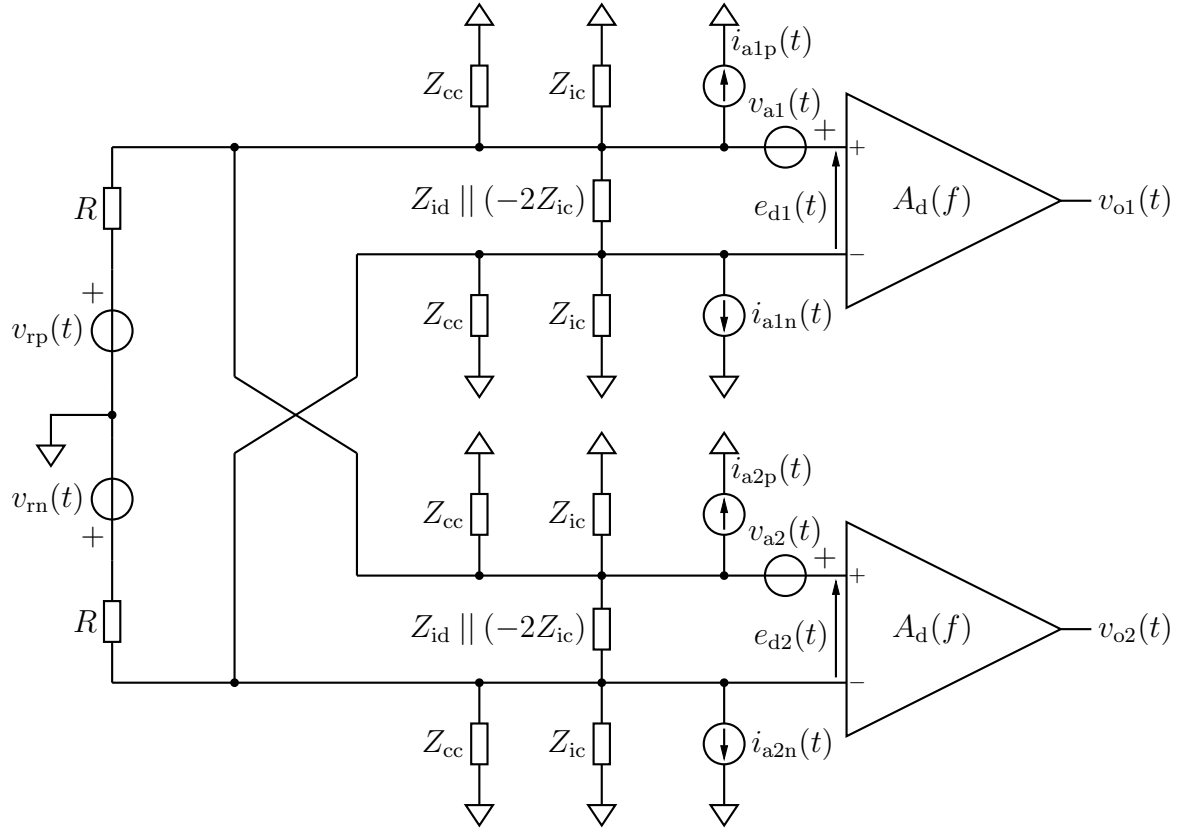 i_a1p(t)
Z_cc Z_ic
v_a1(t)
+ +
R Z_id || (−2Z_ic) e_d1(t) A_d(f) v_o1(t)
−
+
Z_cc Z_ic i_a1n(t)
v_rp(t)
i_a2p(t)
v_rn(t) Z_cc Z_ic
v_a2(t)
+
+ +
R Z_id || (−2Z_ic) e_d2(t) A_d(f) v_o2(t)
−
Z_cc Z_ic i_a2n(t)